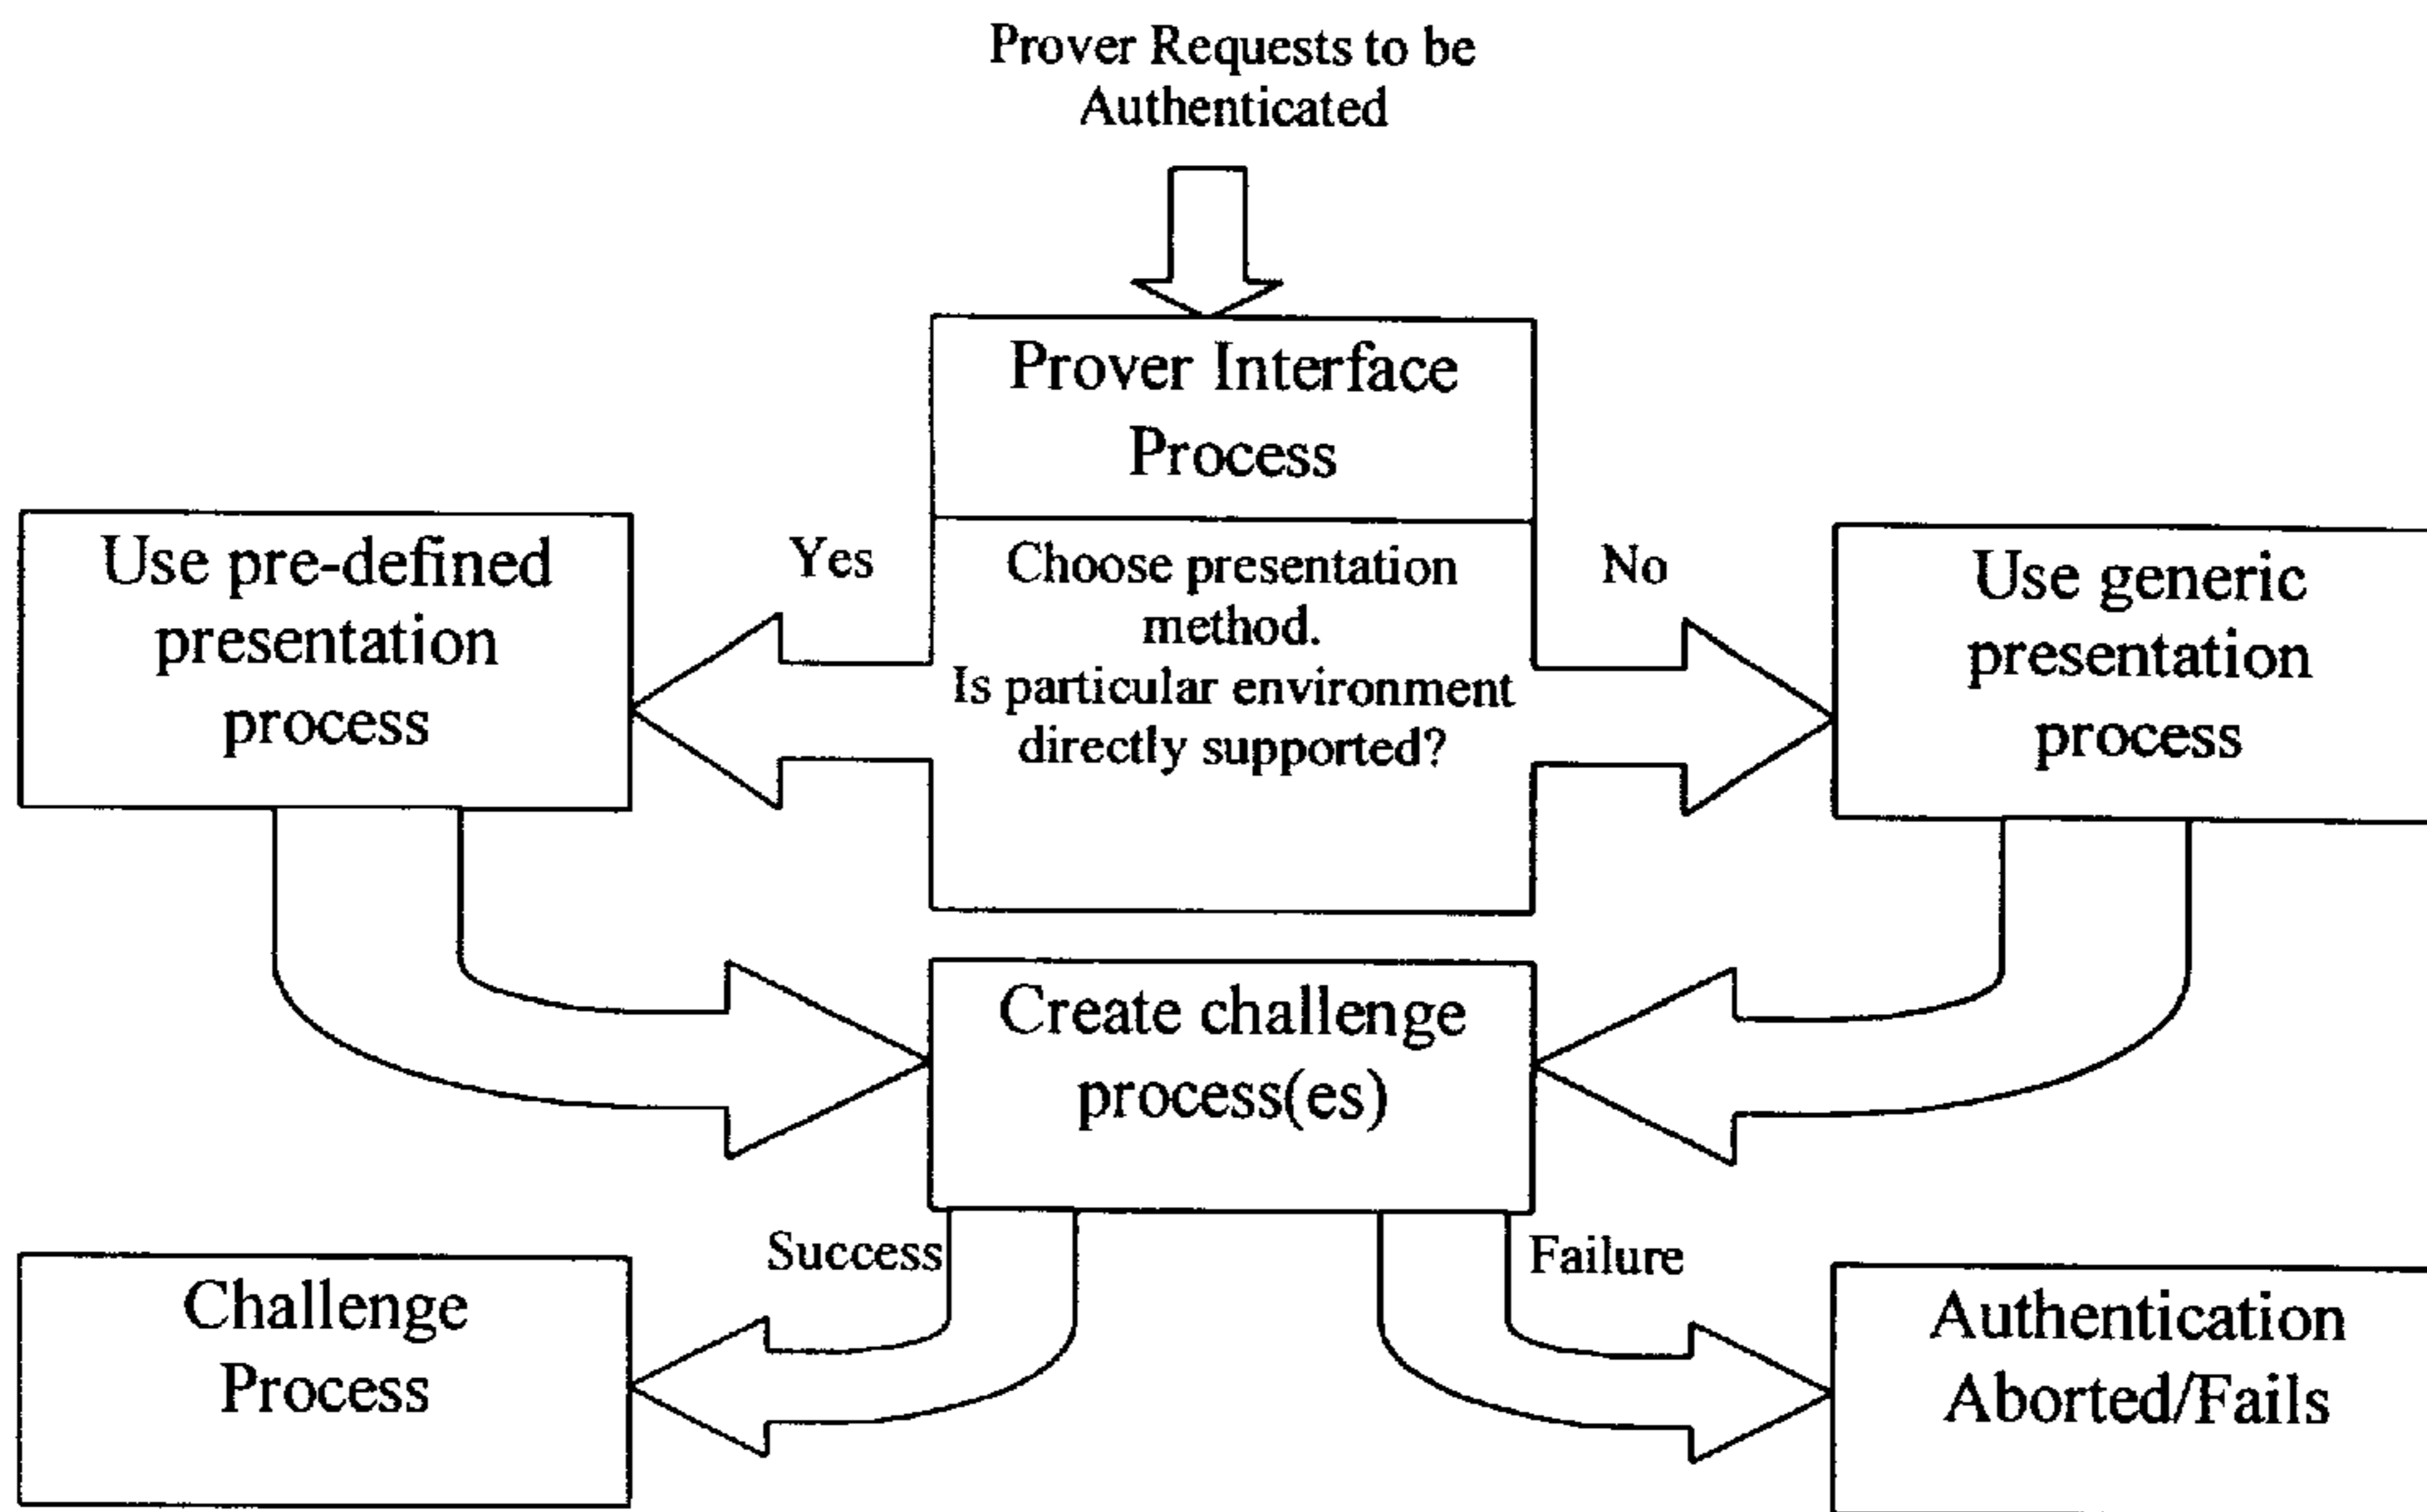 Prover Requests to be
Authenticated
Prover Interface
Process
Use pre-defined
presentation
process
Yes
Choose presentation
method.
Is particular environment
directly supported?
No
Use generic
presentation
process
Create challenge
process(es)
Success
Failure
Challenge
Process
Authentication
Aborted/Fails